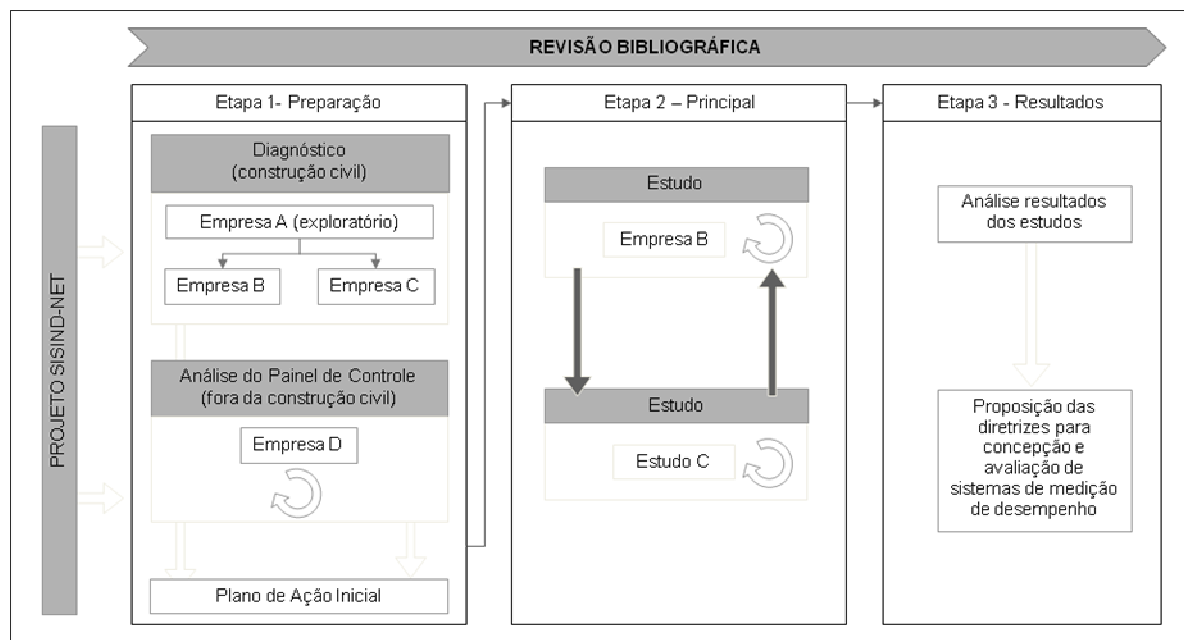 REVISÃO BIBLIOGRÁFICA
PROJETO SISIND-NET
Etapa 1- Preparação
Diagnóstico
(construção civil)
Empresa A (exploratório)
Empresa B
Empresa C
Análise do Painel de Controle
(fora da construção civil)
Empresa D
Plano de Ação Inicial
Etapa 2 – Principal
Estudo
Empresa B
Estudo
Estudo C
Etapa 3 - Resultados
Análise resultados
dos estudos
Proposição das
diretrizes para
concepção e
avaliação de
sistemas de medição
de desempenho